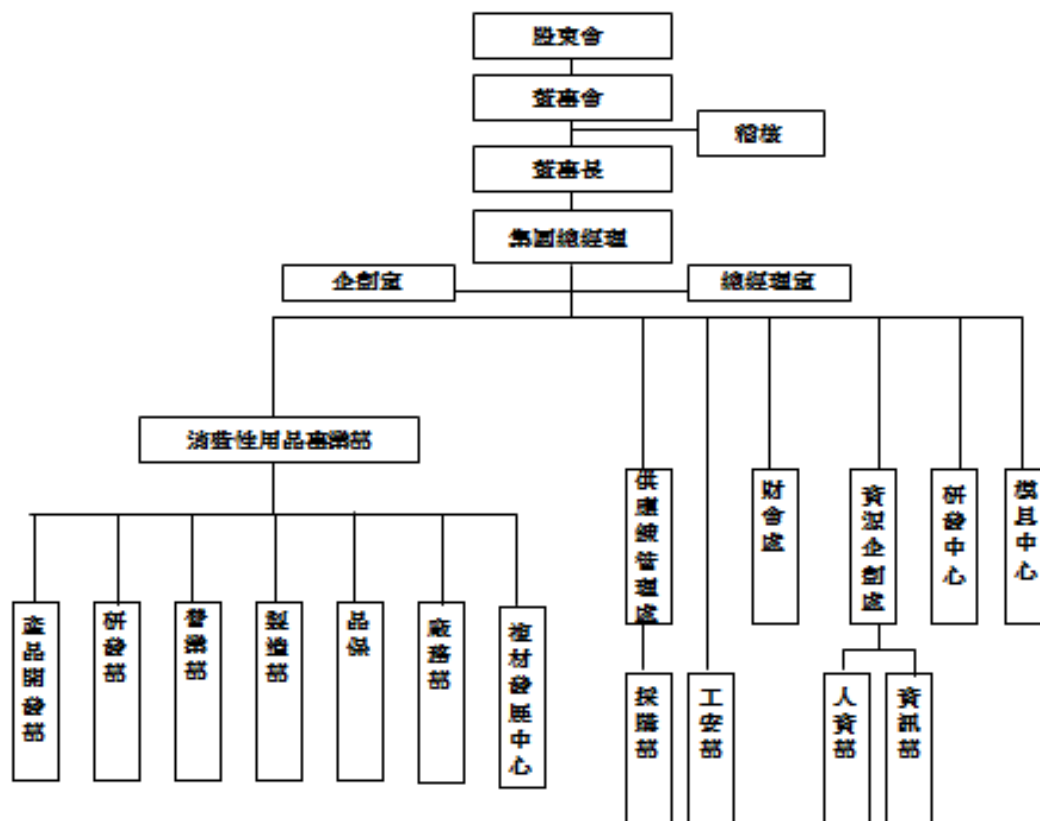 股東會
董事會
稽核
董事長
集團總經理
企劃室
總經理室
消費性用品事業部
供應鏈管理處
財會處
資源企劃處
研發中心
模具中心
產品開發部
研發部
營業部
製造部
品保
廠務部
植材發展中心
採購部
工安部
人資部
資訊部